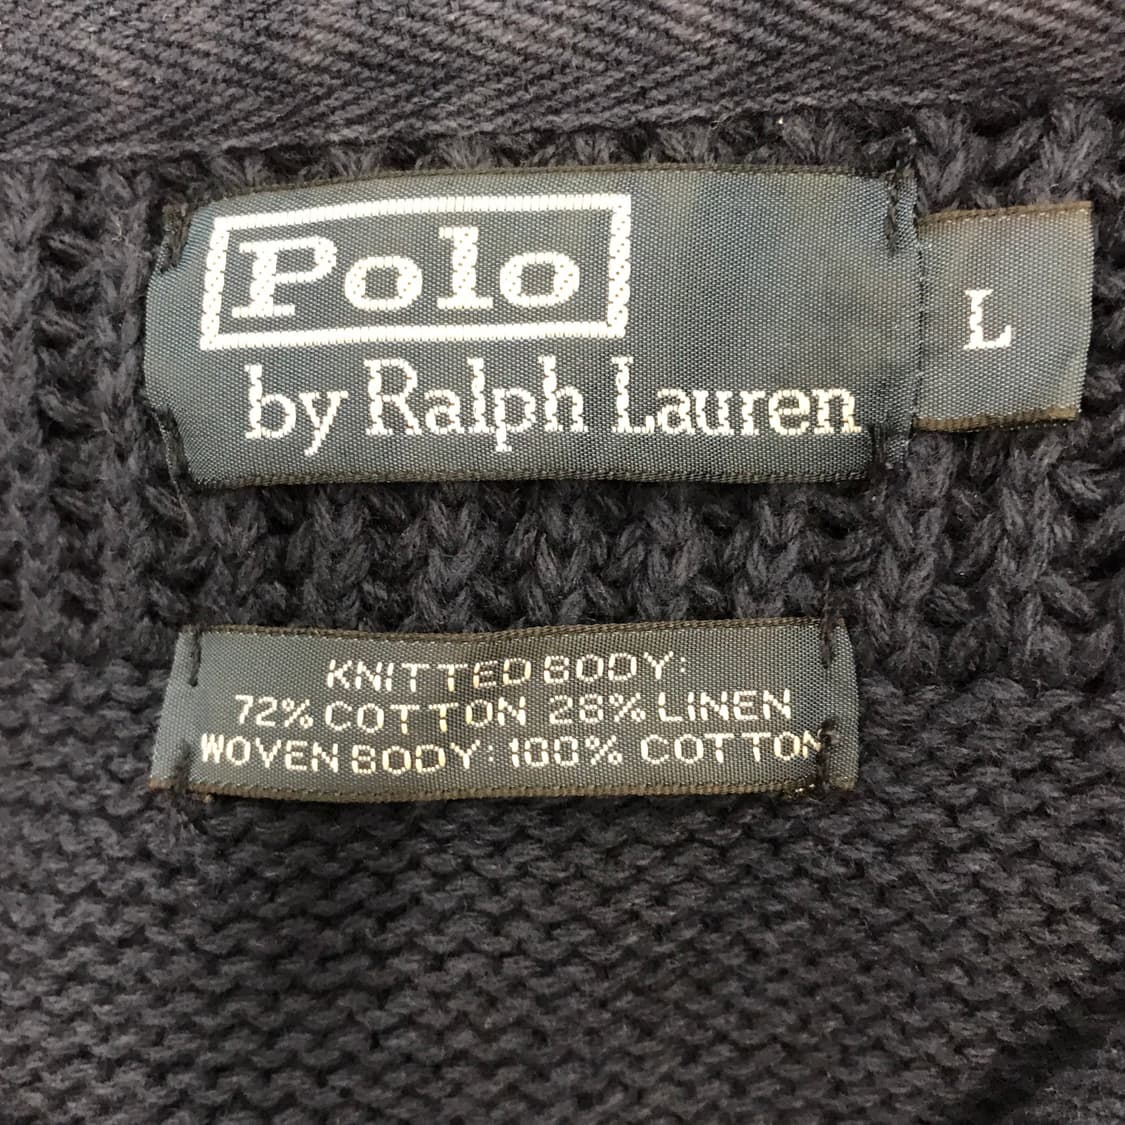 Polo
by Ralph Lauren
L
KNITTED BODY:
72% COTTON 28% LINEN
WOVEN BODY: 100% COTTON